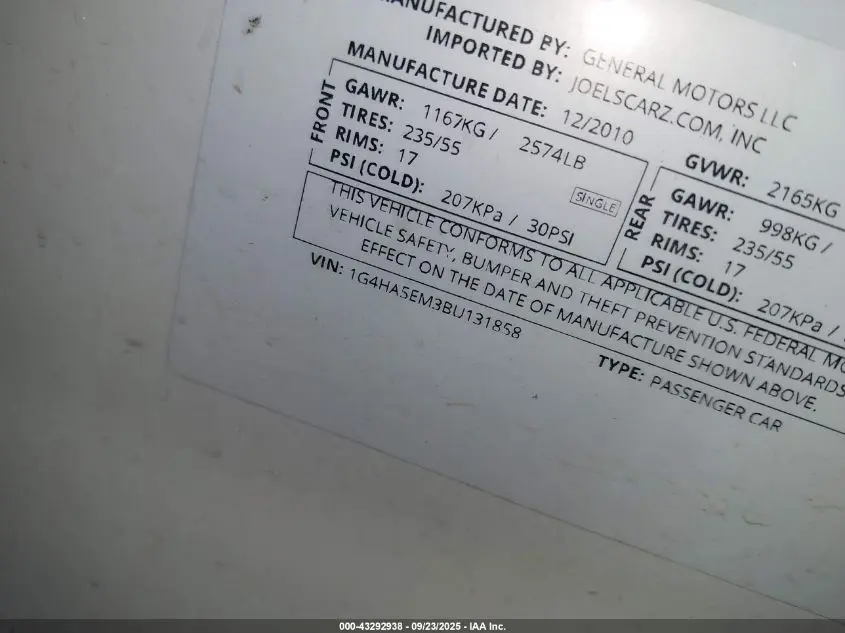 MANUFACTURED BY: GENERAL MOTORS LLC
IMPORTED BY: JOELSCARZ.COM, INC
MANUFACTURE DATE: 12/2010
GVWR: 2165KG
FRONT
GAWR: 1167KG / 2574LB
TIRES: 235/55
RIMS: 17
PSI (COLD): 207KPa / 30PSI
SINGLE
REAR
GAWR: 998KG /
TIRES: 235/55
RIMS: 17
PSI (COLD): 207KPa /
THIS VEHICLE CONFORMS TO ALL APPLICABLE U.S. FEDERAL MO
VEHICLE SAFETY, BUMPER AND THEFT PREVENTION STANDARDS
EFFECT ON THE DATE OF MANUFACTURE SHOWN ABOVE.
VIN: 1G4HA5EM3BU131858
TYPE: PASSENGER CAR
000-43292938 - 09/23/2025 - IAA Inc.